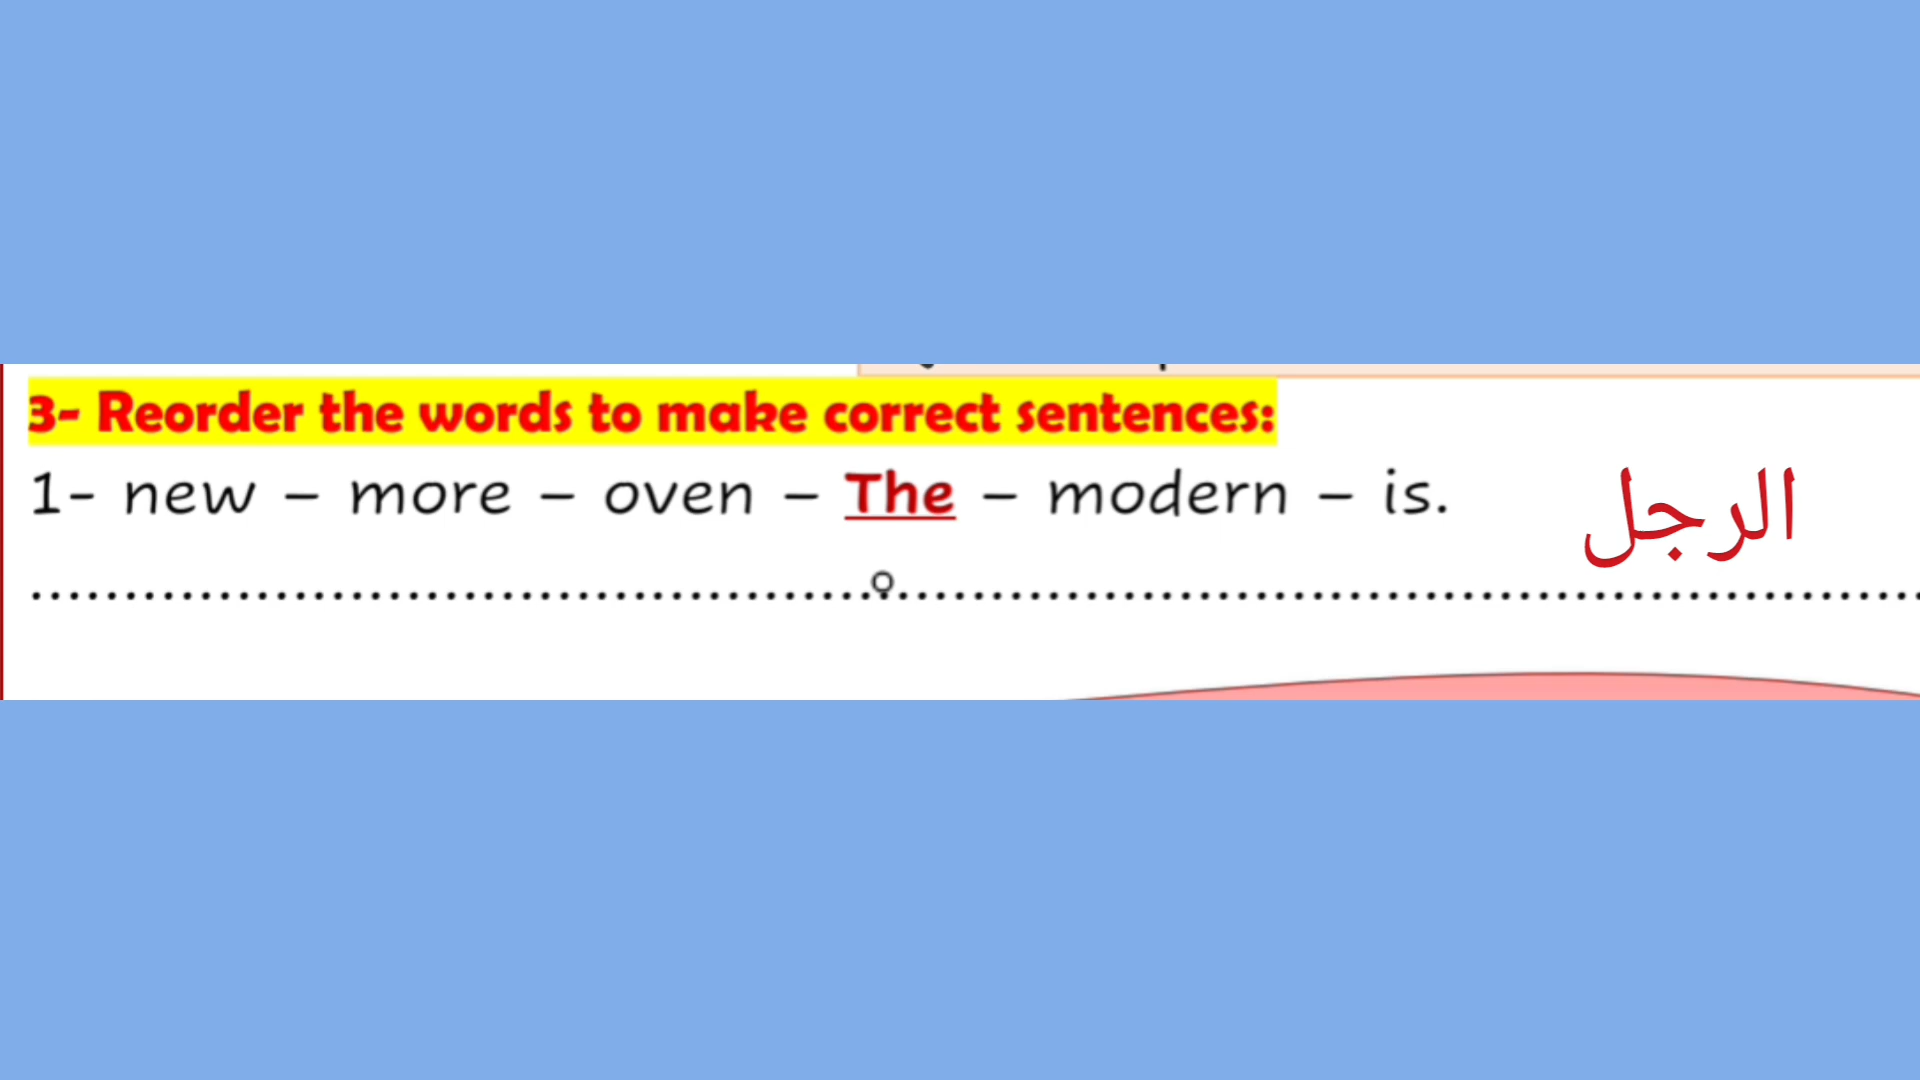 3- Reorder the words to make correct sentences:
1- new – more – oven – The – modern – is.
الرجل